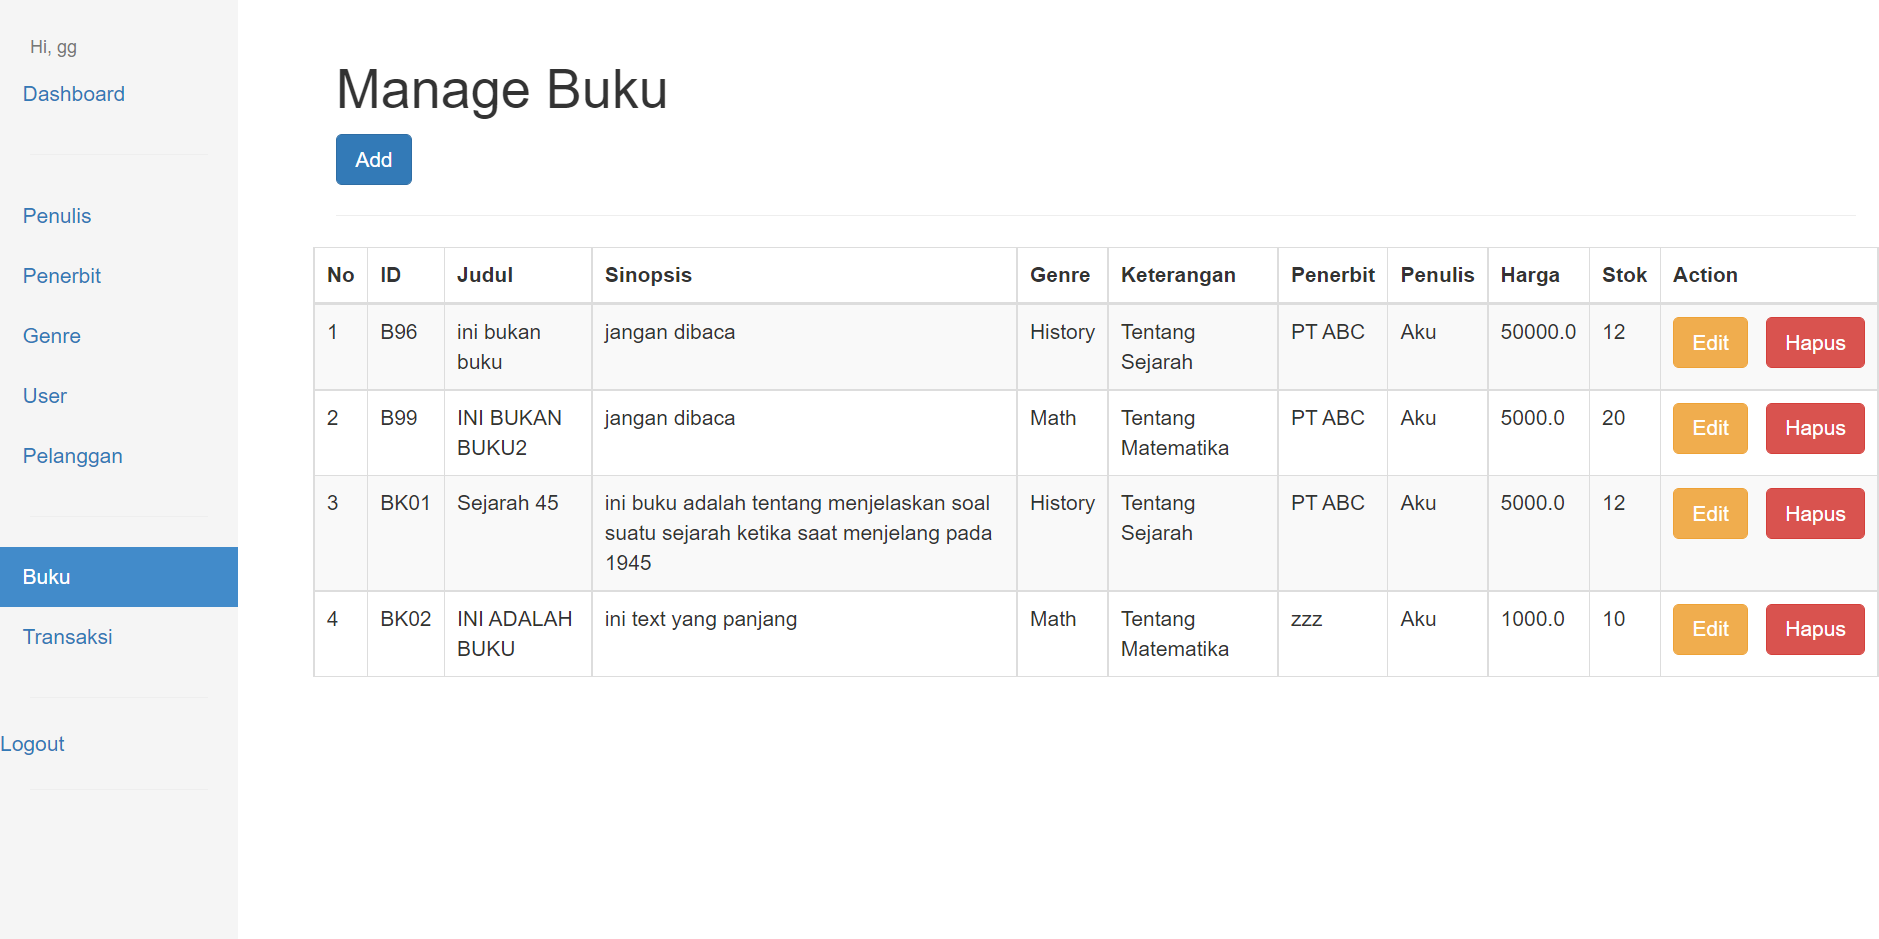 Hi, gg
Dashboard
Penulis
Penerbit
Genre
User
Pelanggan
Buku
Transaksi
Logout
Manage Buku
Add
No ID Judul Sinopsis Genre Keterangan Penerbit Penulis Harga Stok Action
1 B96 ini bukan jangan dibaca History Tentang PT ABC Aku 50000.0 12 Edit Hapus
buku Sejarah
2 B99 INI BUKAN jangan dibaca Math Tentang PT ABC Aku 5000.0 20 Edit Hapus
BUKU2 Matematika
3 BK01 Sejarah 45 ini buku adalah tentang menjelaskan soal History Tentang PT ABC Aku 5000.0 12 Edit Hapus
suatu sejarah ketika saat menjelang pada Sejarah
1945
4 BK02 INI ADALAH ini text yang panjang Math Tentang zzz Aku 1000.0 10 Edit Hapus
BUKU Matematika